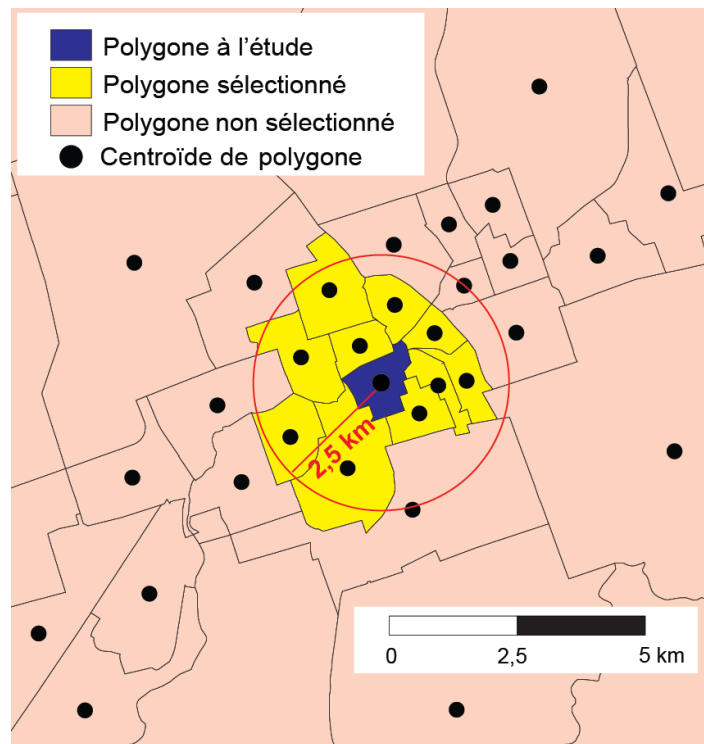 Polygone à l’étude
Polygone sélectionné
Polygone non sélectionné
Centroïde de polygone
2,5 km
0 2,5 5 km